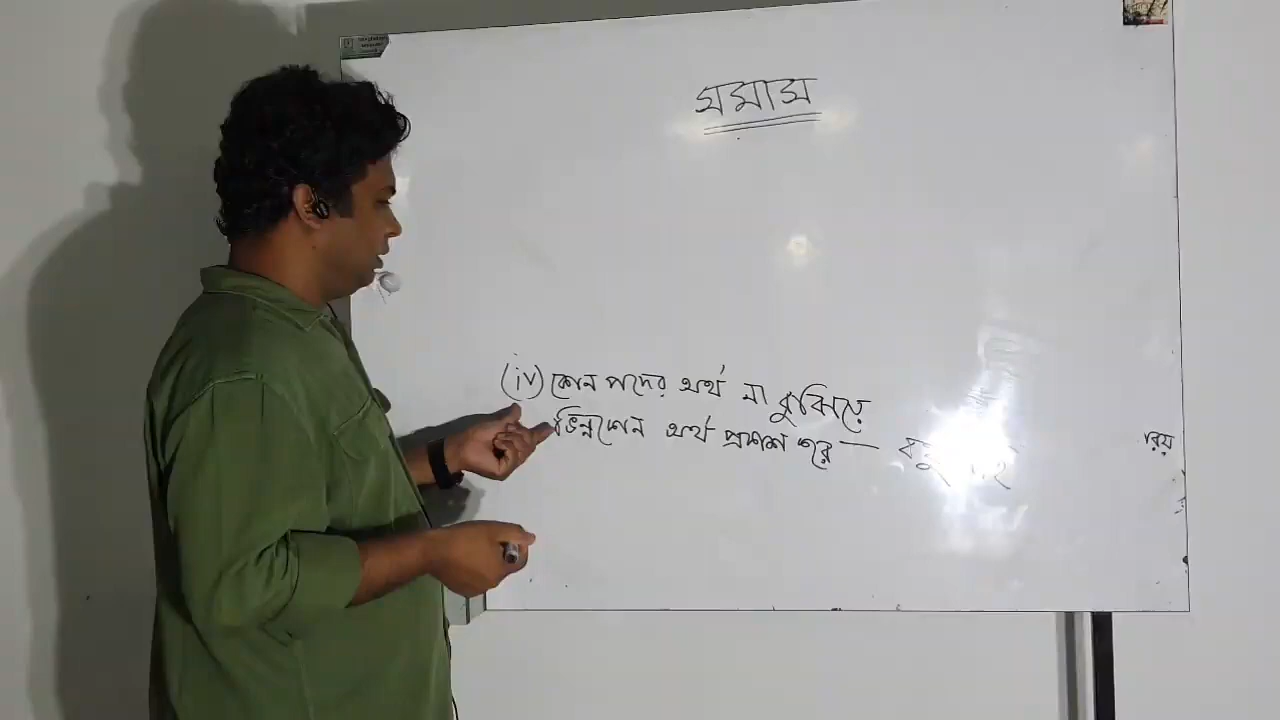 সমাস
(iv) কোন পদের অর্থ না বুঝিয়ে
ভিন্নকোন অর্থ প্রকাশ করে —
রিয়